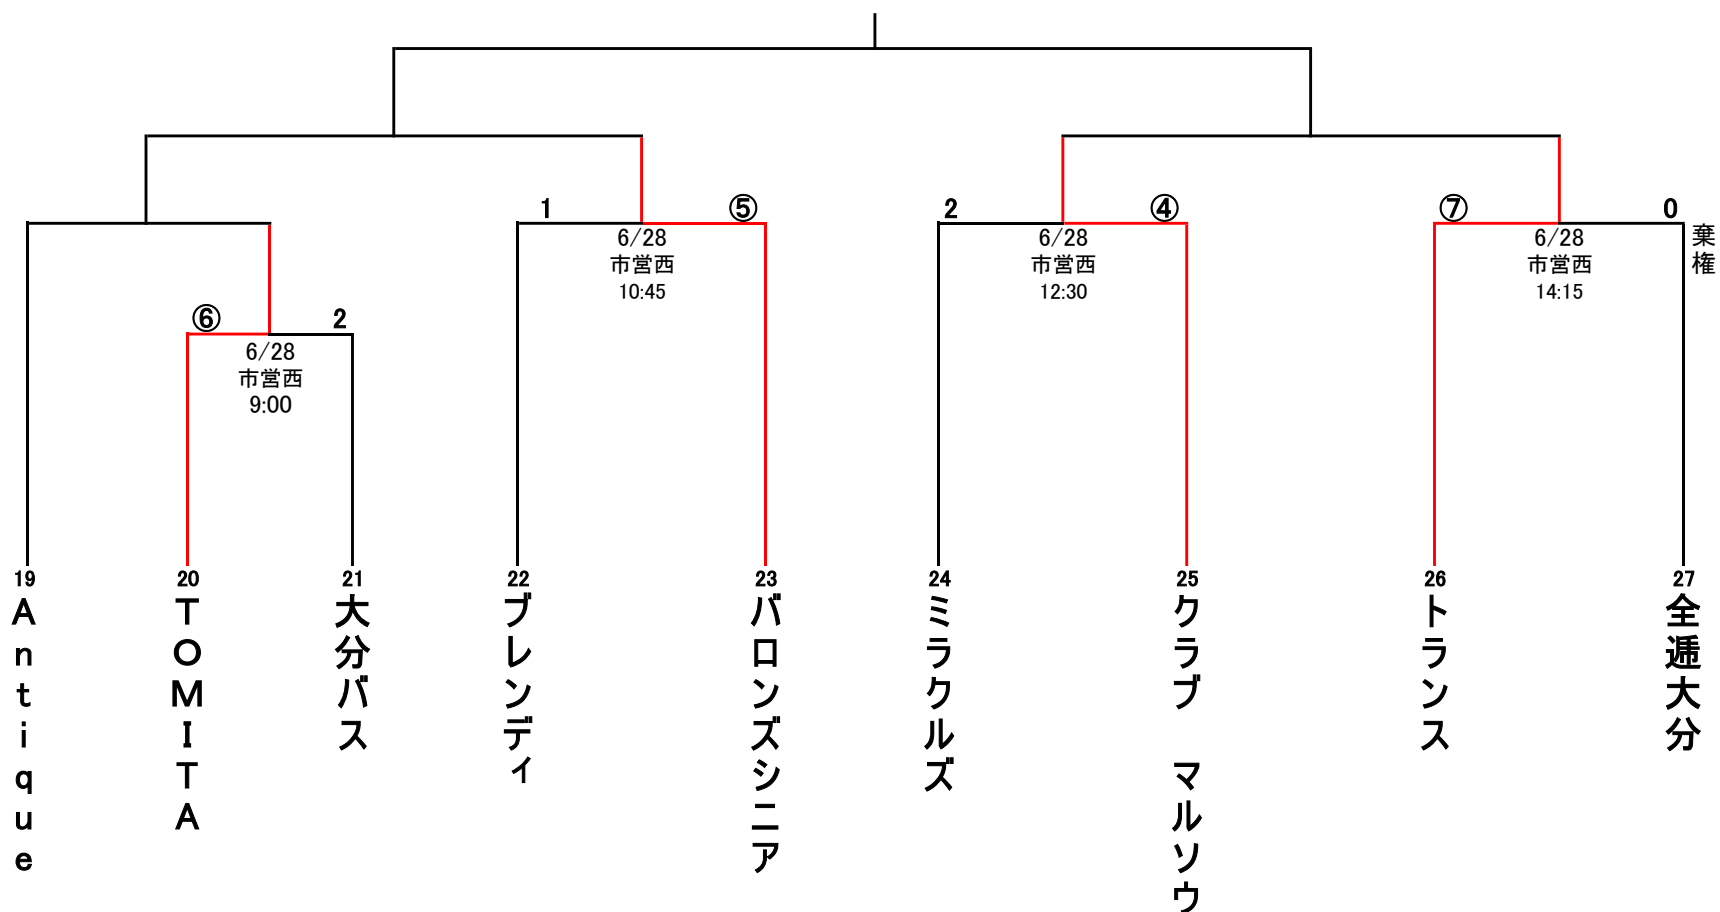 1
⑤
2
④
⑦
0
棄権
6/28
市営西
10:45
6/28
市営西
12:30
6/28
市営西
14:15
⑥
2
6/28
市営西
9:00
19
Antique
20
TOMITA
21
大分バス
22
ブレンディ
23
バロンズシニア
24
ミラクルズ
25
クラブ　マルソウ
26
トランス
27
全逓大分